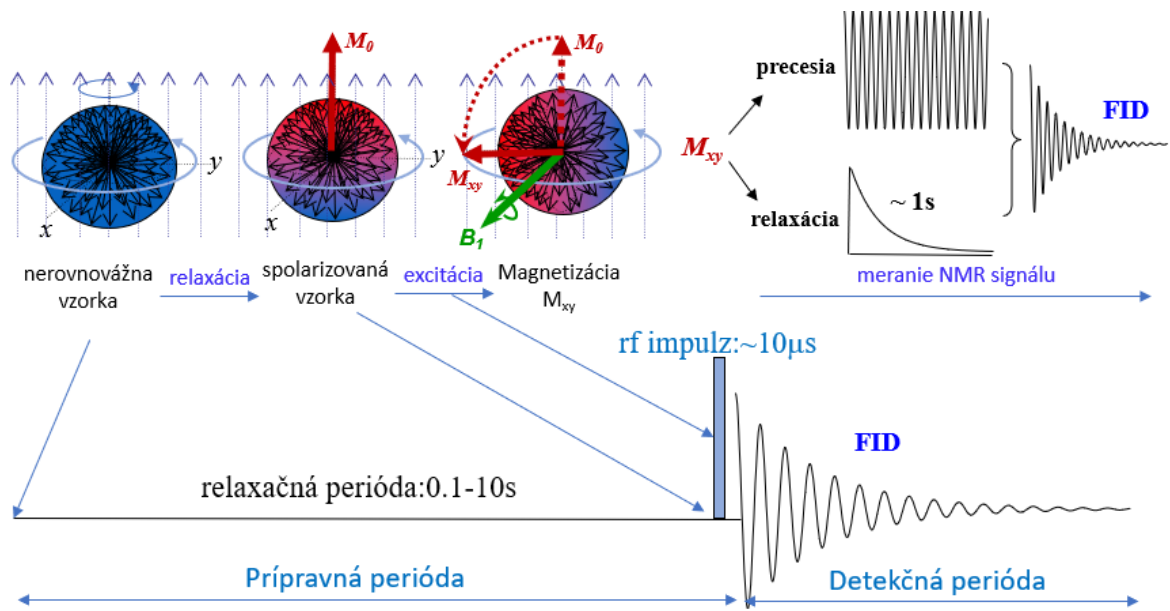 M₀
M₀
precesia
FID
y
y
Mxy
Mxy
x
x
B₁
relaxácia
~ 1s
nerovnovážna
vzorka
relaxácia
spolarizovaná
vzorka
excitácia
Magnetizácia
Mxy
meranie NMR signálu
rf impulz:~10μs
FID
relaxačná perióda:0.1-10s
Prípravná perióda
Detekčná perióda